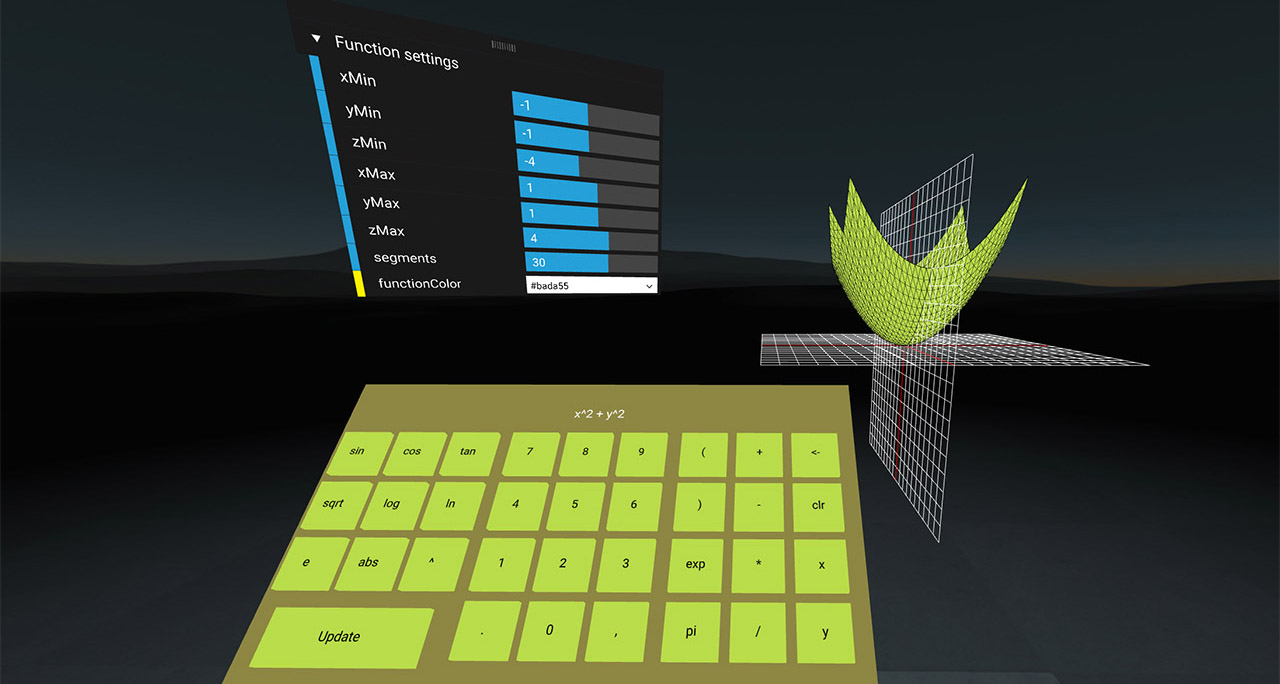 Function settings
xMin -1
yMin -1
zMin -4
xMax 1
yMax 1
zMax 4
segments 30
functionColor #bada55
x^2 + y^2
sin cos tan 7 8 9 ( + <-
sqrt log ln 4 5 6 ) - clr
e abs ^ 1 2 3 exp * x
Update . 0 , pi / y